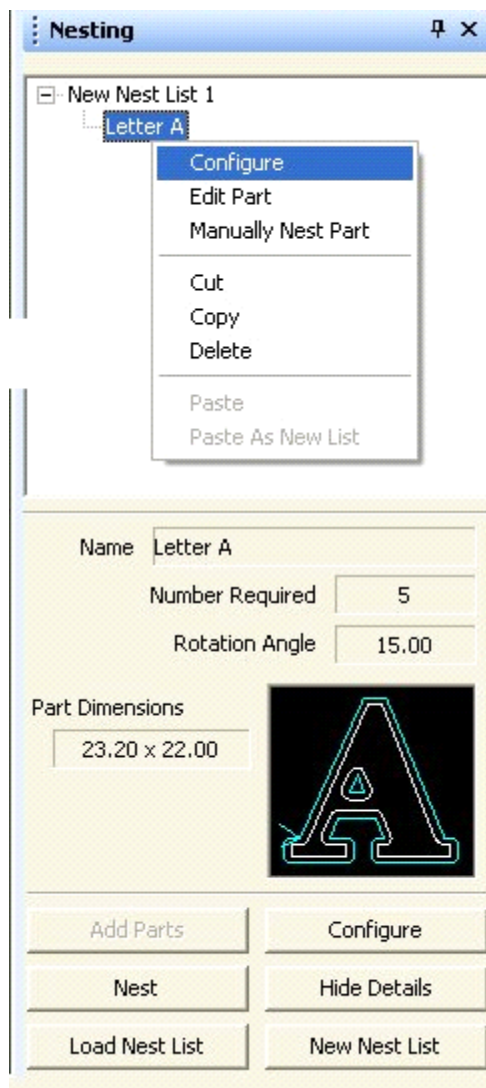 Nesting
New Nest List 1
Letter A
Configure
Edit Part
Manually Nest Part
Cut
Copy
Delete
Paste
Paste As New List
Name Letter A
Number Required 5
Rotation Angle 15.00
Part Dimensions
23.20 x 22.00
A
Add Parts Configure
Nest Hide Details
Load Nest List New Nest List